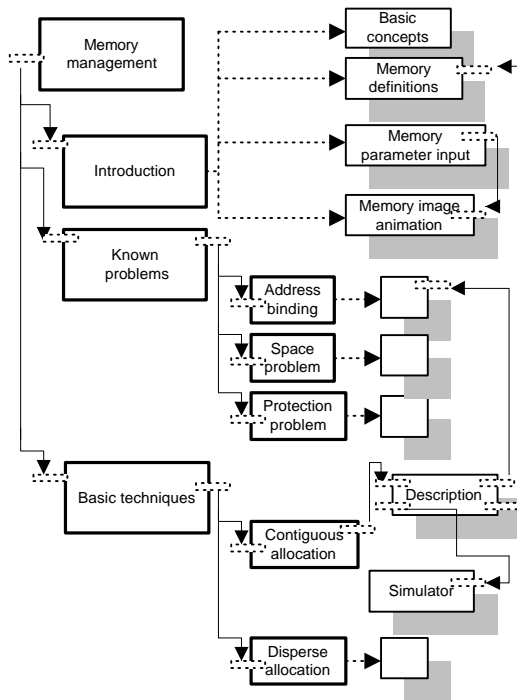 Memory
management
Basic
concepts
Memory
definitions
Memory
parameter input
Introduction
Memory image
animation
Known
problems
Address
binding
Space
problem
Protection
problem
Basic techniques
Description
Contiguous
allocation
Simulator
Disperse
allocation